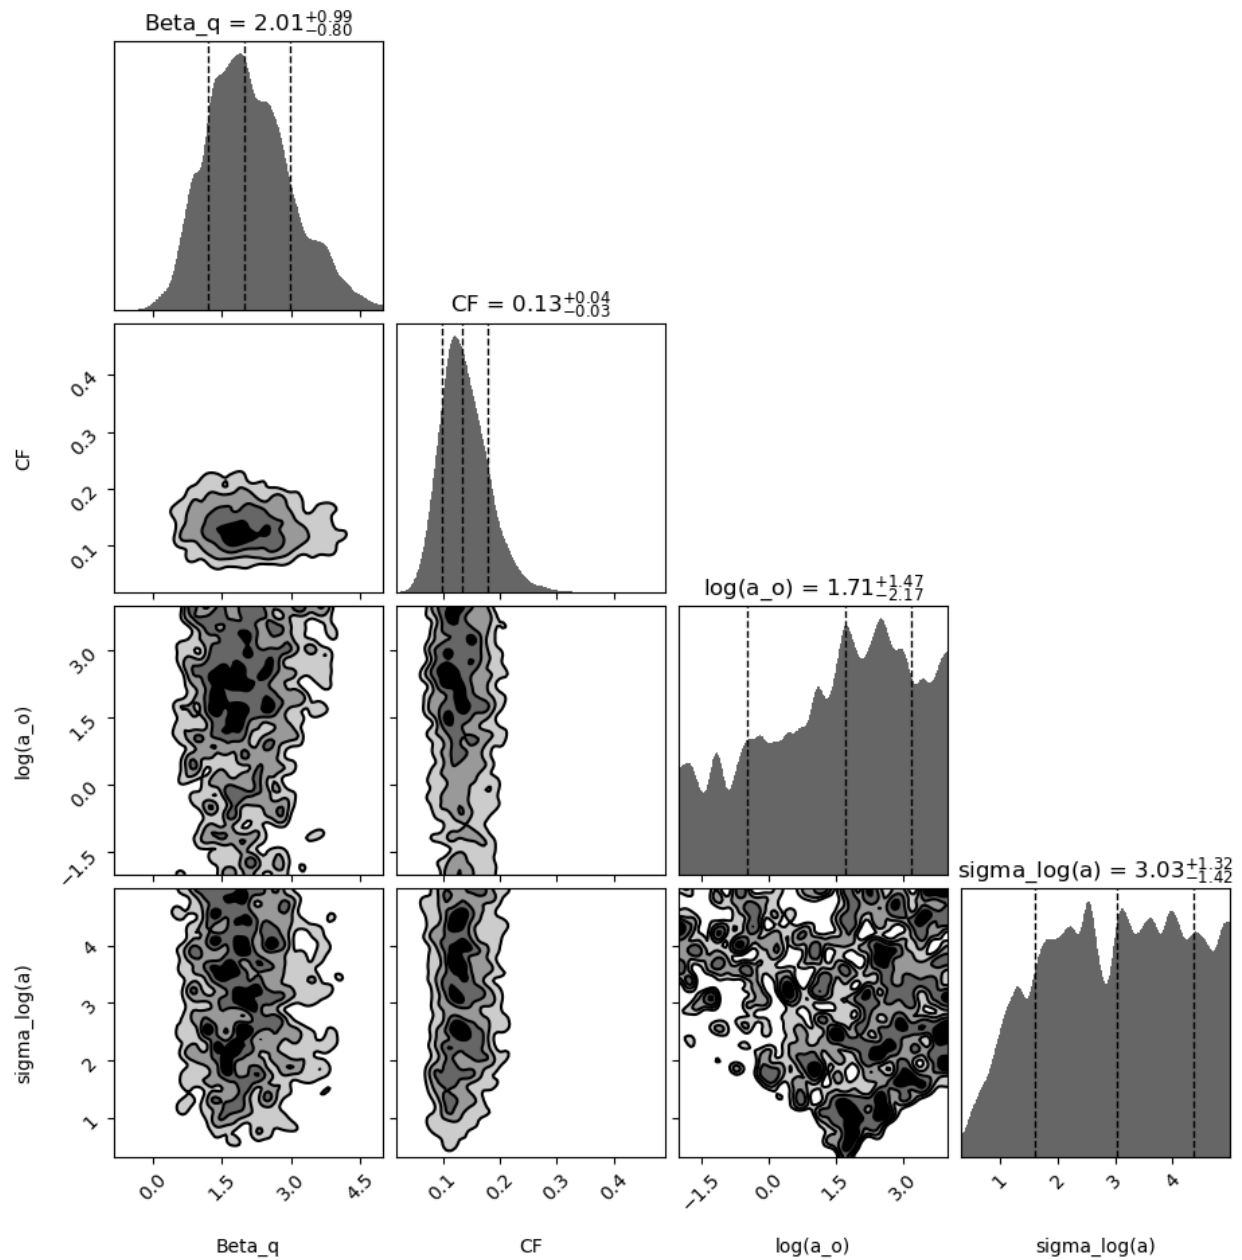 Beta_q = 2.01+0.99−0.80
CF = 0.13+0.04−0.03
CF
0.4
0.3
0.2
0.1
log(a_o) = 1.71+1.47−2.17
log(a_o)
3.0
1.5
0.0
−1.5
sigma_log(a) = 3.03+1.32−1.42
sigma_log(a)
4
3
2
1
0.0 1.5 3.0 4.5
0.1 0.2 0.3 0.4
−1.5 0.0 1.5 3.0
1 2 3 4
Beta_q CF log(a_o) sigma_log(a)